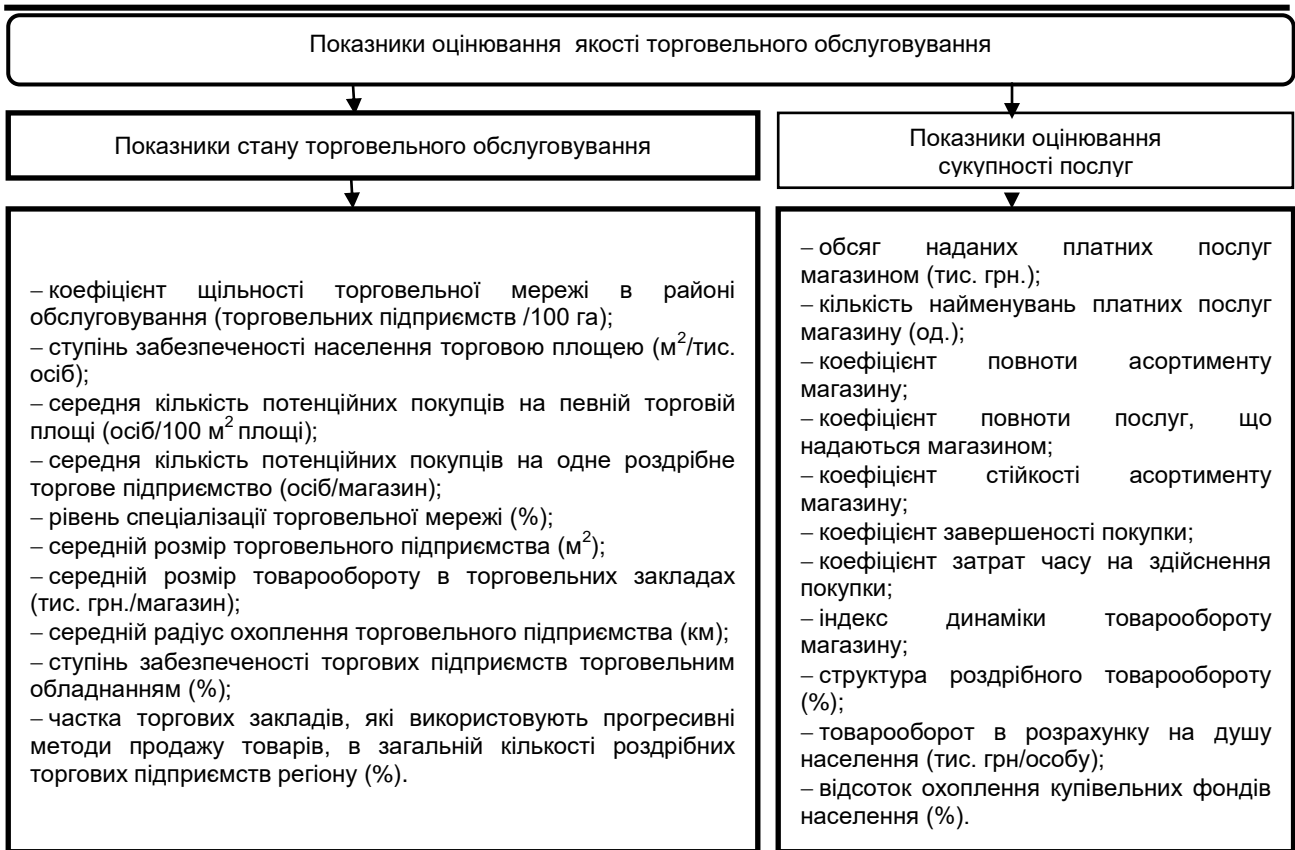 Показники оцінювання якості торговельного обслуговування
Показники стану торговельного обслуговування
Показники оцінювання
сукупності послуг
– коефіцієнт щільності торговельної мережі в районі
обслуговування (торговельних підприємств /100 га);
– ступінь забезпеченості населення торговою площею (м²/тис.
осіб);
– середня кількість потенційних покупців на певній торговій
площі (осіб/100 м² площі);
– середня кількість потенційних покупців на одне роздрібне
торгове підприємство (осіб/магазин);
– рівень спеціалізації торговельної мережі (%);
– середній розмір торговельного підприємства (м²);
– середній розмір товарообороту в торговельних закладах
(тис. грн./магазин);
– середній радіус охоплення торговельного підприємства (км);
– ступінь забезпеченості торгових підприємств торговельним
обладнанням (%);
– частка торгових закладів, які використовують прогресивні
методи продажу товарів, в загальній кількості роздрібних
торгових підприємств регіону (%).
– обсяг наданих платних послуг
магазином (тис. грн.);
– кількість найменувань платних послуг
магазину (од.);
– коефіцієнт повноти асортименту
магазину;
– коефіцієнт повноти послуг, що
надаються магазином;
– коефіцієнт стійкості асортименту
магазину;
– коефіцієнт завершеності покупки;
– коефіцієнт затрат часу на здійснення
покупки;
– індекс динаміки товарообороту
магазину;
– структура роздрібного товарообороту
(%);
– товарооборот в розрахунку на душу
населення (тис. грн/особу);
– відсоток охоплення купівельних фондів
населення (%).